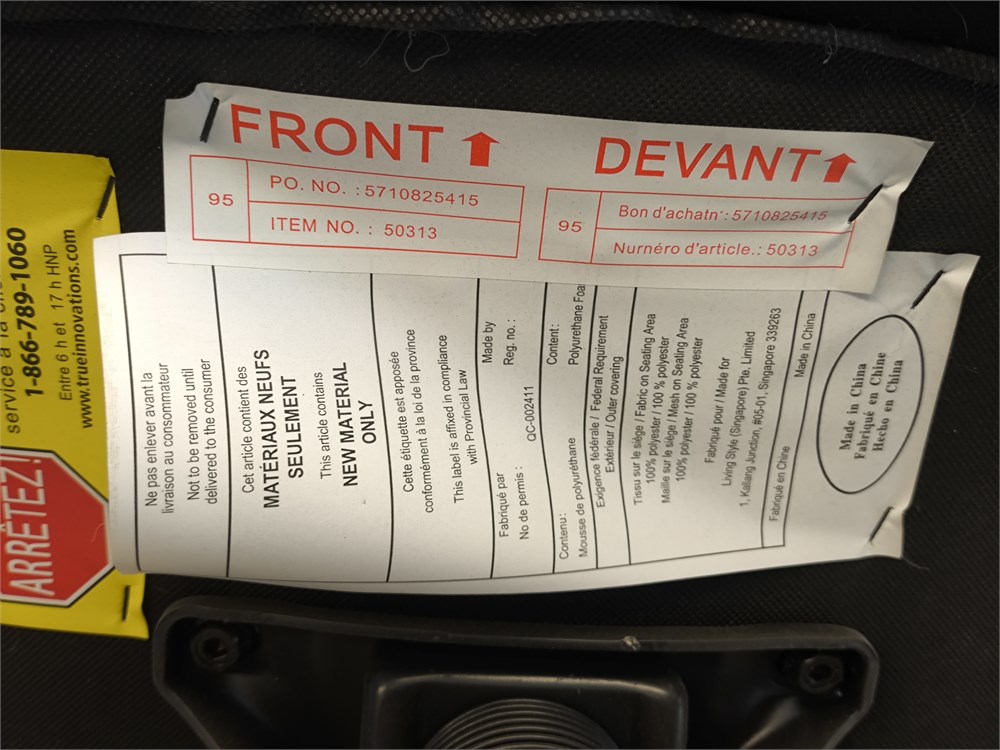 FRONT
95
PO. NO. : 5710825415
ITEM NO. : 50313
DEVANT
95
Bon d'achatn°: 5710825415
Nurnéro d'article.: 50313
1-866-789-1060
Entre 6 h et 17 h HNP
www.trueinnovations.com
ARRÊTEZ!
Ne pas enliever avant la
livraison au consommateur
Not to be removed until
delivered to the consumer
Cet article contient des
MATÉRIAUX NEUFS
SEULEMENT
This article contains
NEW MATERIAL
ONLY
Cette étiquette est apposée
conformément à la loi de la province
This label is affixed in compliance
with Provincial Law
Fabriqué par Made by
No de permis : QC-002411 Reg. no. :
Contenu: Content:
Mousse de polyuréthane Polyurethane Foa
Exigence fédérale / Federal Requirement
Extérieur / Outer covering
Tissu sur le siége / Fabric on Seating Area
100% polyester / 100 % polyester
Maille sur le siége / Mesh on Seating Area
100% polyester / 100 % polyester
Fabriqué pour / Made for
Living Style (Singapore) Pte. Limited
1, Kallang Junction, #05-01, Singapore 339263
Fabriqué en Chine Made in China
Made in China
Fabriqué en Chine
Hecho en China